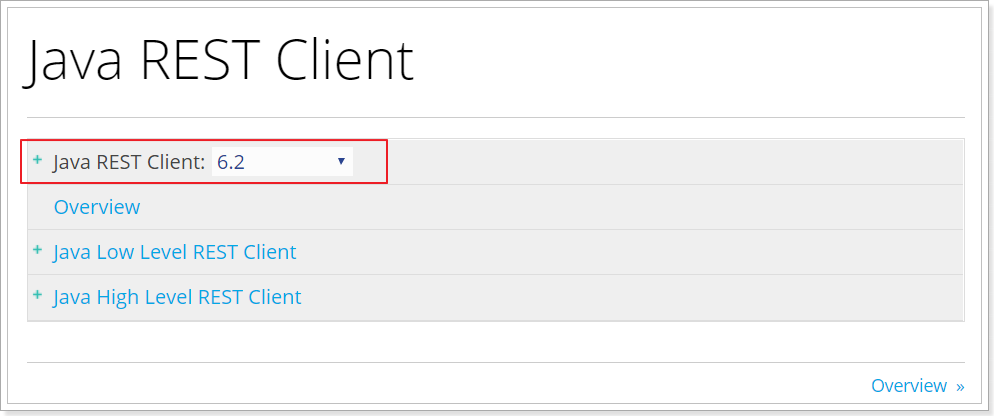 Java REST Client
+ Java REST Client: 6.2 ▼
Overview
+ Java Low Level REST Client
+ Java High Level REST Client
Overview »